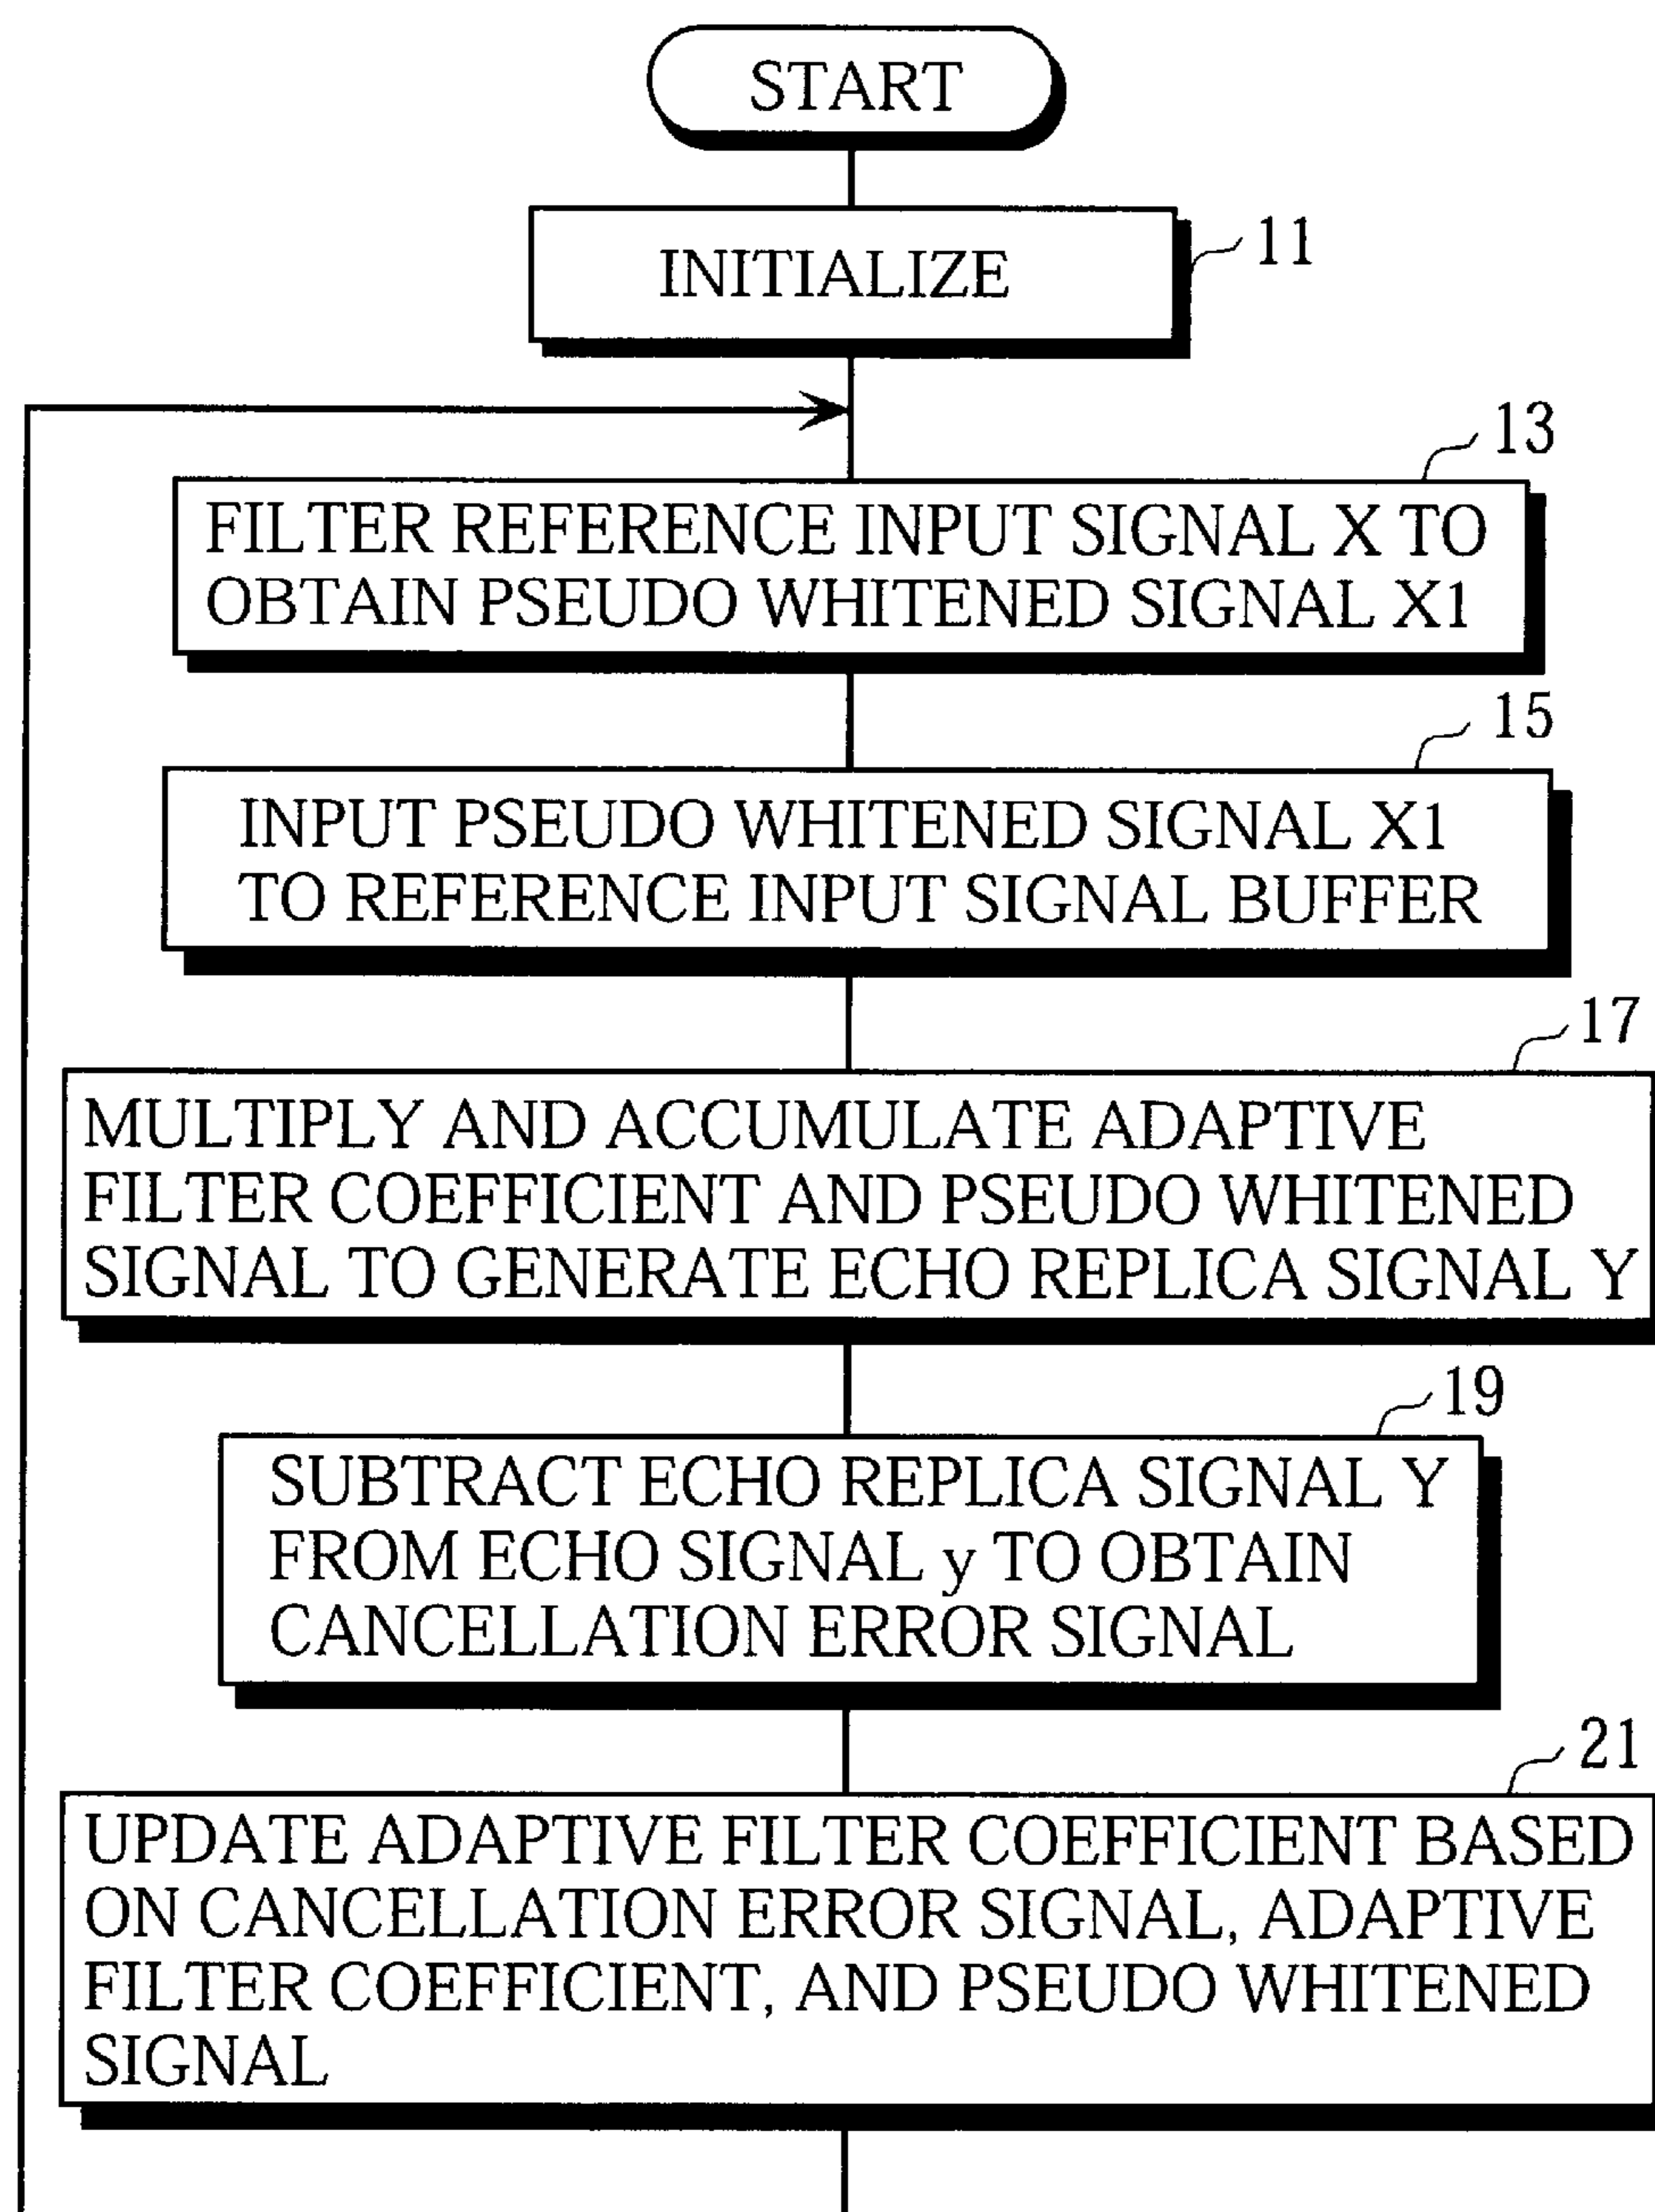 START
INITIALIZE
11
13
FILTER REFERENCE INPUT SIGNAL X TO
OBTAIN PSEUDO WHITENED SIGNAL X1
15
INPUT PSEUDO WHITENED SIGNAL X1
TO REFERENCE INPUT SIGNAL BUFFER
17
MULTIPLY AND ACCUMULATE ADAPTIVE
FILTER COEFFICIENT AND PSEUDO WHITENED
SIGNAL TO GENERATE ECHO REPLICA SIGNAL Y
19
SUBTRACT ECHO REPLICA SIGNAL Y
FROM ECHO SIGNAL y TO OBTAIN
CANCELLATION ERROR SIGNAL
21
UPDATE ADAPTIVE FILTER COEFFICIENT BASED
ON CANCELLATION ERROR SIGNAL, ADAPTIVE
FILTER COEFFICIENT, AND PSEUDO WHITENED
SIGNAL